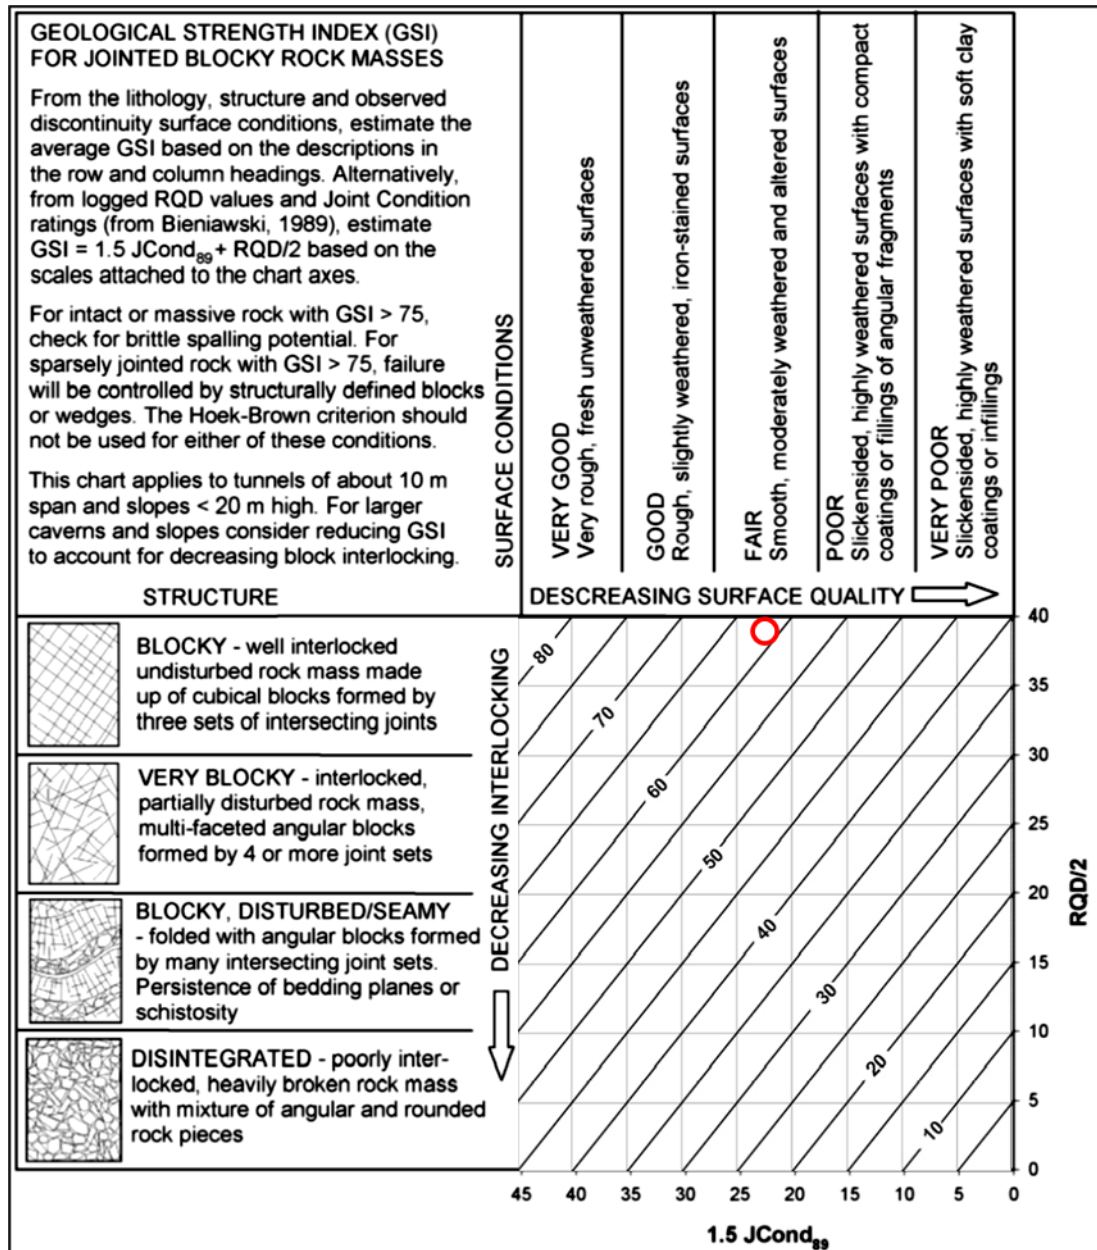 GEOLOGICAL STRENGTH INDEX (GSI)
FOR JOINTED BLOCKY ROCK MASSES
From the lithology, structure and observed
discontinuity surface conditions, estimate the
average GSI based on the descriptions in
the row and column headings. Alternatively,
from logged RQD values and Joint Condition
ratings (from Bieniawski, 1989), estimate
GSI = 1.5 JCond89 + RQD/2 based on the
scales attached to the chart axes.
For intact or massive rock with GSI > 75,
check for brittle spalling potential. For
sparsely jointed rock with GSI > 75, failure
will be controlled by structurally defined blocks
or wedges. The Hoek-Brown criterion should
not be used for either of these conditions.
This chart applies to tunnels of about 10 m
span and slopes < 20 m high. For larger
caverns and slopes consider reducing GSI
to account for decreasing block interlocking.
STRUCTURE
SURFACE CONDITIONS
VERY GOOD
Very rough, fresh unweathered surfaces
GOOD
Rough, slightly weathered, iron-stained surfaces
FAIR
Smooth, moderately weathered and altered surfaces
POOR
Slickensided, highly weathered surfaces with compact
coatings or fillings of angular fragments
VERY POOR
Slickensided, highly weathered surfaces with soft clay
coatings or infillings
DESCREASING SURFACE QUALITY
BLOCKY - well interlocked
undisturbed rock mass made
up of cubical blocks formed by
three sets of intersecting joints
VERY BLOCKY - interlocked,
partially disturbed rock mass,
multi-faceted angular blocks
formed by 4 or more joint sets
BLOCKY, DISTURBED/SEAMY
- folded with angular blocks formed
by many intersecting joint sets.
Persistence of bedding planes or
schistosity
DISINTEGRATED - poorly inter-
locked, heavily broken rock mass
with mixture of angular and rounded
rock pieces
DECREASING INTERLOCKING
80
70
60
50
40
30
20
10
40
35
30
25
20
15
10
5
0
RQD/2
45 40 35 30 25 20 15 10 5 0
1.5 JCond89